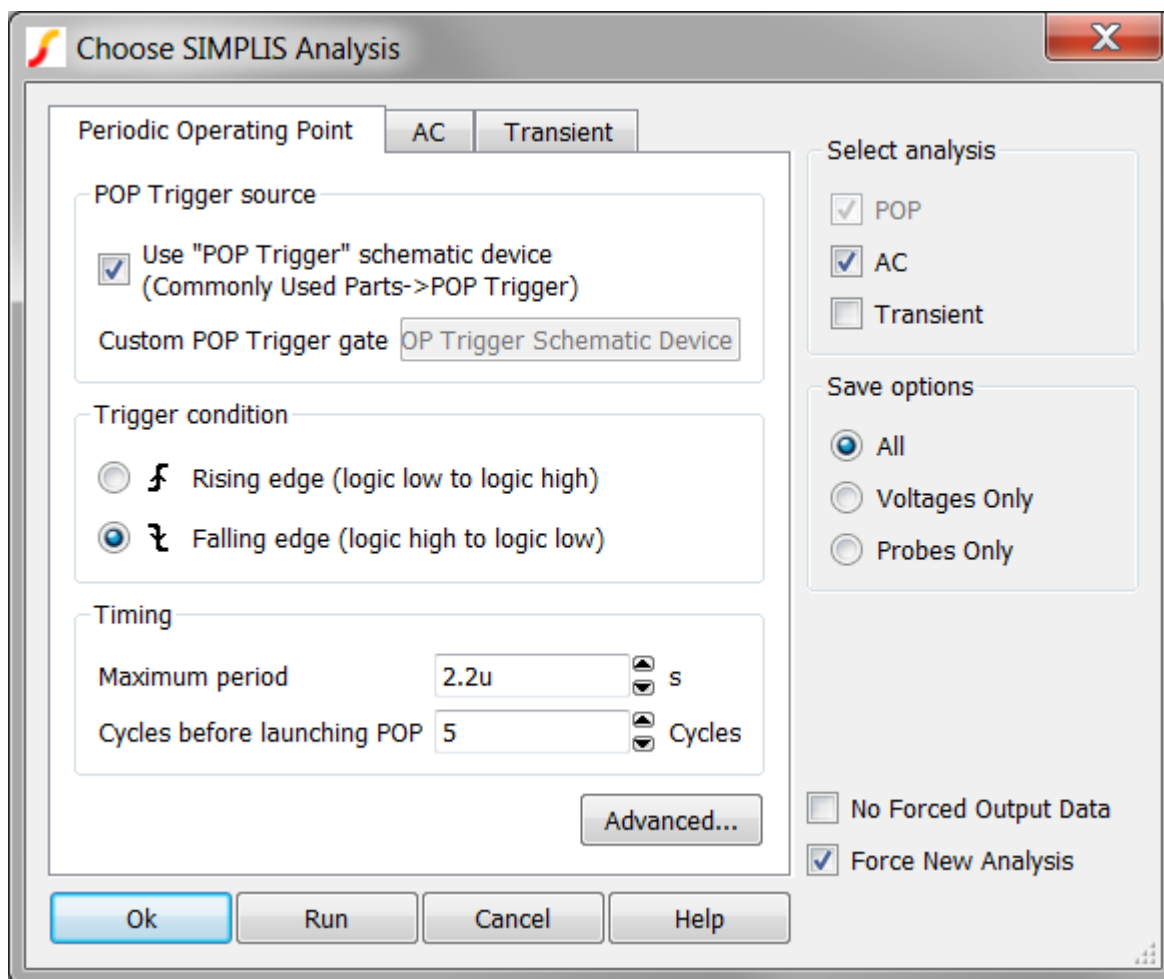 Choose SIMPLIS Analysis
Periodic Operating Point
AC
Transient
POP Trigger source
Use "POP Trigger" schematic device
(Commonly Used Parts->POP Trigger)
Custom POP Trigger gate OP Trigger Schematic Device
Trigger condition
Rising edge (logic low to logic high)
Falling edge (logic high to logic low)
Timing
Maximum period 2.2u s
Cycles before launching POP 5 Cycles
Advanced...
Select analysis
POP
AC
Transient
Save options
All
Voltages Only
Probes Only
No Forced Output Data
Force New Analysis
Ok
Run
Cancel
Help